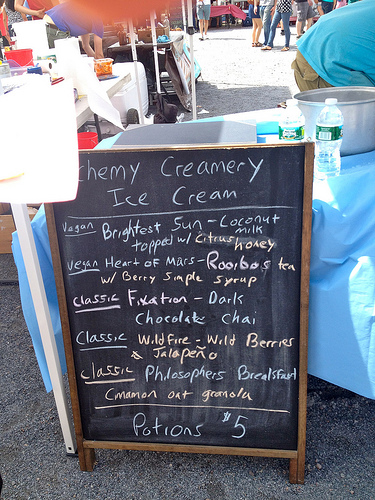 chemy Creamery
Ice Cream
Vegan Brightest Sun - Coconut milk
topped w/ Citrus honey
Vegan Heart of Mars - Rooibos tea
w/ Berry Simple Syrup
Classic Fixation - Dark
Chocolate Chai
Classic Wildfire - Wild Berries
& Jalapeño
Classic Philosophers Breakfast
Cinnamon oat granola
Potions $5